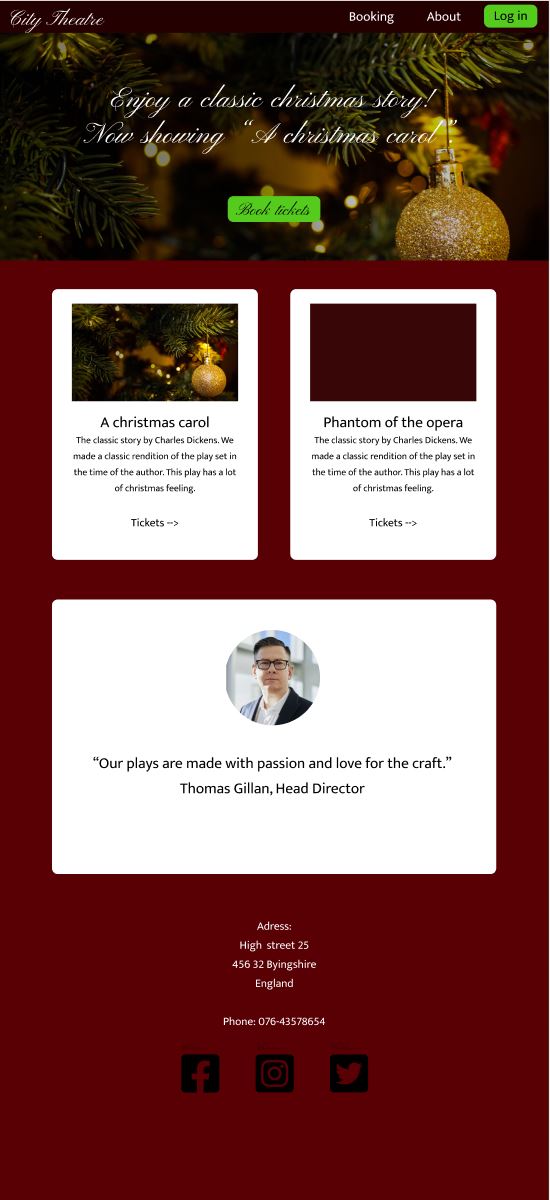 City Theatre
Booking
About
Log in
Enjoy a classic christmas story!
Now showing “A christmas carol”.
Book tickets
A christmas carol
The classic story by Charles Dickens. We
made a classic rendition of the play set in
the time of the author. This play has a lot
of christmas feeling.
Tickets -->
Phantom of the opera
The classic story by Charles Dickens. We
made a classic rendition of the play set in
the time of the author. This play has a lot
of christmas feeling.
Tickets -->
“Our plays are made with passion and love for the craft.”
Thomas Gillan, Head Director
Adress:
High street 25
456 32 Byingshire
England
Phone: 076-43578654